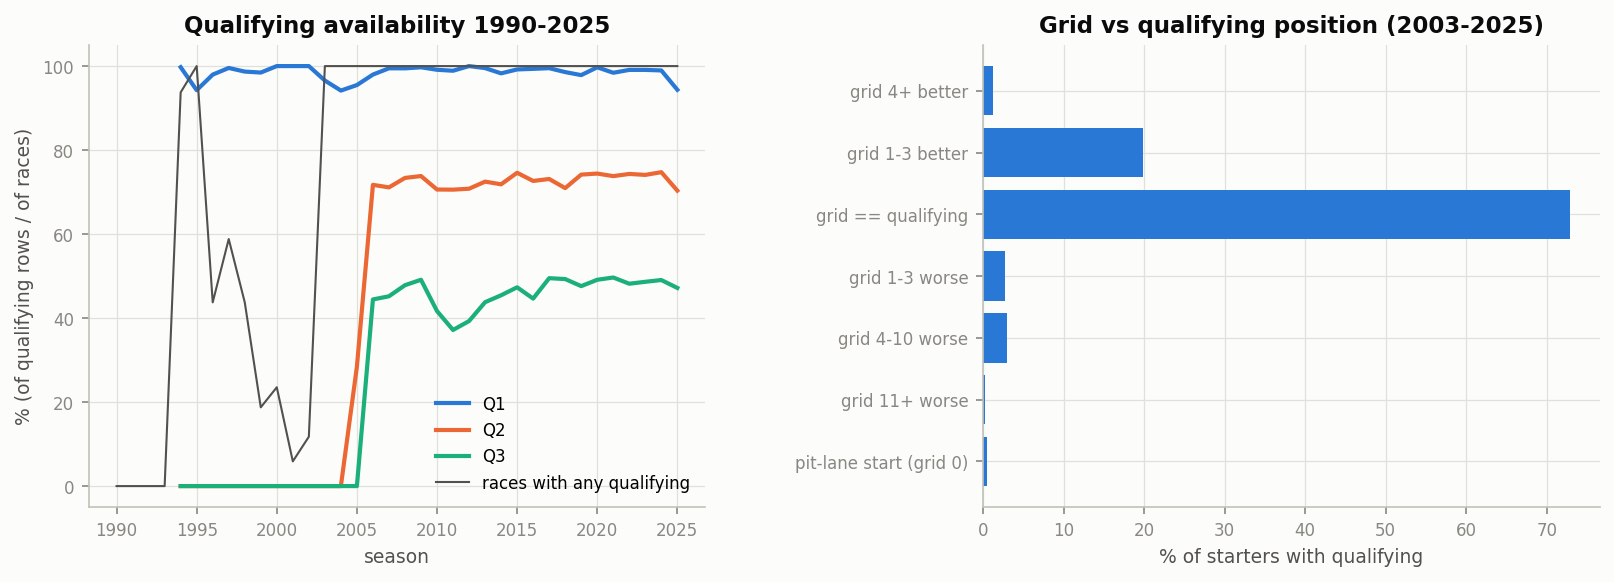 Qualifying availability 1990-2025
% (of qualifying rows / of races)
100
80
60
40
20
0
Q1
Q2
Q3
races with any qualifying
1990 1995 2000 2005 2010 2015 2020 2025
season
Grid vs qualifying position (2003-2025)
grid 4+ better
grid 1-3 better
grid == qualifying
grid 1-3 worse
grid 4-10 worse
grid 11+ worse
pit-lane start (grid 0)
0 10 20 30 40 50 60 70
% of starters with qualifying